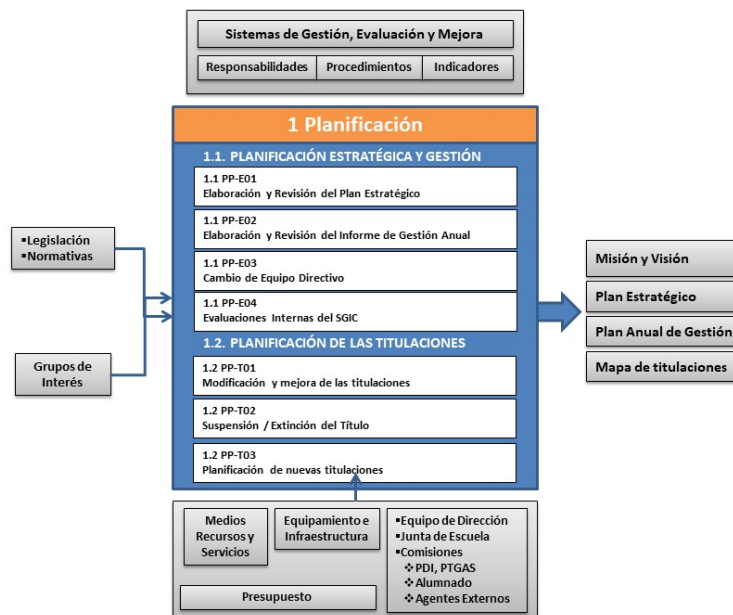 Sistemas de Gestión, Evaluación y Mejora
Responsabilidades
Procedimientos
Indicadores
1 Planificación
1.1. PLANIFICACIÓN ESTRATÉGICA Y GESTIÓN
1.1 PP-E01
Elaboración y Revisión del Plan Estratégico
1.1 PP-E02
Elaboración y Revisión del Informe de Gestión Anual
1.1 PP-E03
Cambio de Equipo Directivo
1.1 PP-E04
Evaluaciones Internas del SGIC
1.2. PLANIFICACIÓN DE LAS TITULACIONES
1.2 PP-T01
Modificación y mejora de las titulaciones
1.2 PP-T02
Suspensión / Extinción del Título
1.2 PP-T03
Planificación de nuevas titulaciones
▪Legislación
▪Normativas
Grupos de
Interés
Misión y Visión
Plan Estratégico
Plan Anual de Gestión
Mapa de titulaciones
Medios
Recursos y
Servicios
Equipamiento e
Infraestructura
Presupuesto
▪Equipo de Dirección
▪Junta de Escuela
▪Comisiones
❖PDI, PTGAS
❖Alumnado
❖Agentes Externos